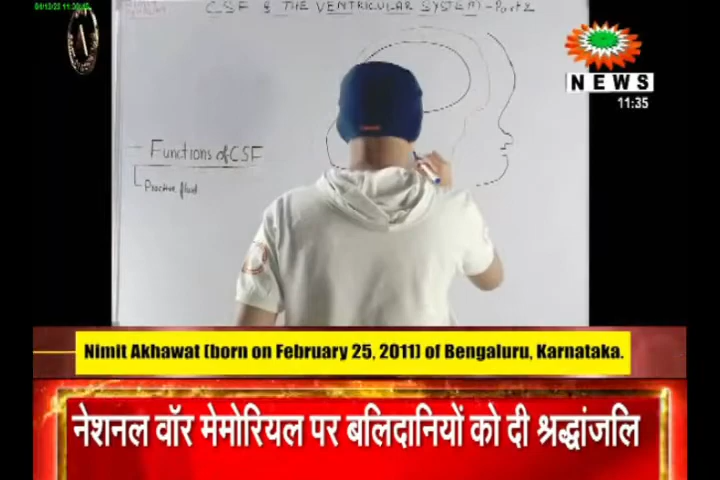 CSF & THE VENTRICULAR SYSTEM - Part 2
NEWS
11:35
Functions of CSF
fluid
Nimit Akhawat (born on February 25, 2011) of Bengaluru, Karnataka.
नेशनल वॉर मेमोरियल पर बलिदानियों को दी श्रद्धांजलि